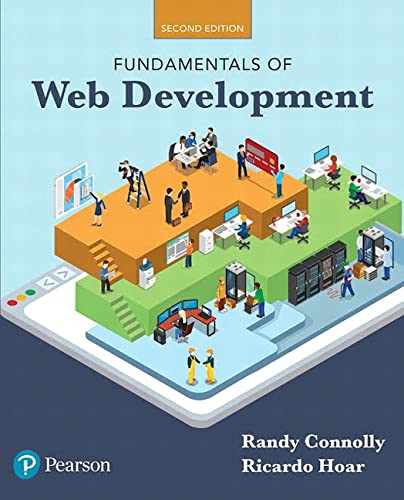 SECOND EDITION
FUNDAMENTALS OF
Web Development
Randy Connolly
Ricardo Hoar
Pearson